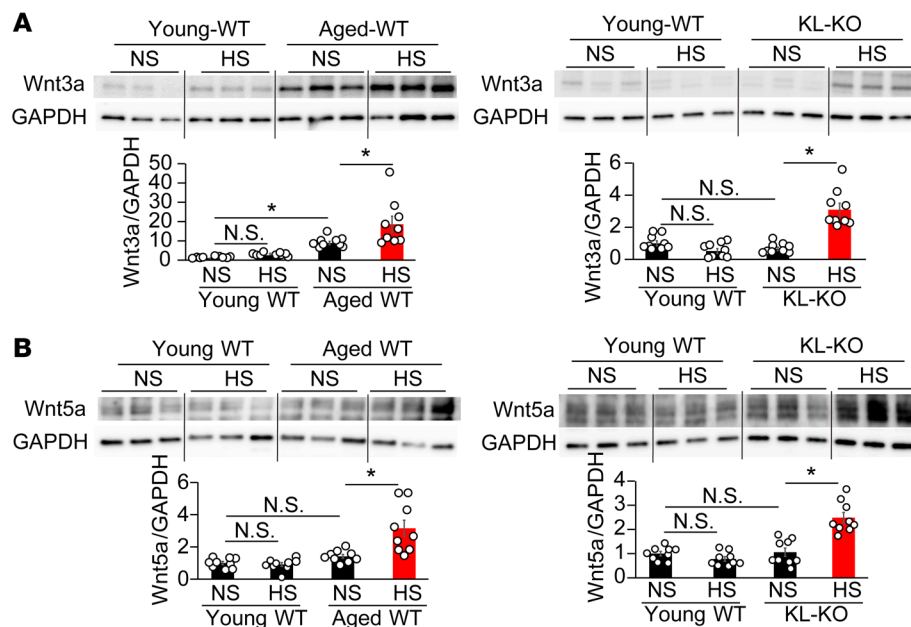 A
Young-WT Aged-WT
NS HS NS HS
Wnt3a
GAPDH
Wnt3a/GAPDH
50
40
30
20
10
0
N.S.
*
*
NS HS NS HS
Young WT Aged WT
Young-WT KL-KO
NS HS NS HS
Wnt3a
GAPDH
Wnt3a/GAPDH
6
4
2
0
N.S.
N.S.
*
NS HS NS HS
Young WT KL-KO
B
Young WT Aged WT
NS HS NS HS
Wnt5a
GAPDH
Wnt5a/GAPDH
6
4
2
0
N.S.
N.S.
*
NS HS NS HS
Young WT Aged WT
Young WT KL-KO
NS HS NS HS
Wnt5a
GAPDH
Wnt5a/GAPDH
4
3
2
1
0
N.S.
N.S.
*
NS HS NS HS
Young WT KL-KO